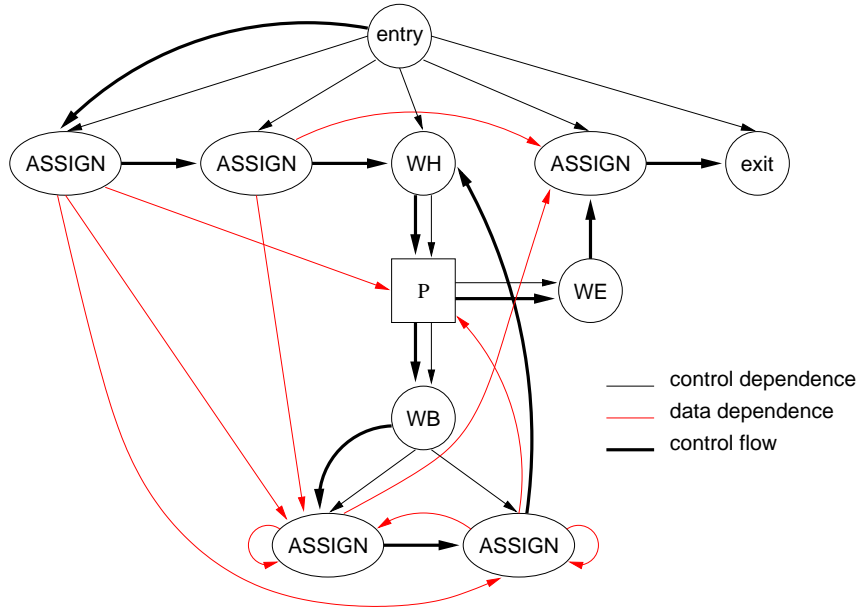 entry
ASSIGN
ASSIGN
WH
ASSIGN
exit
P
WE
control dependence
data dependence
control flow
WB
ASSIGN
ASSIGN